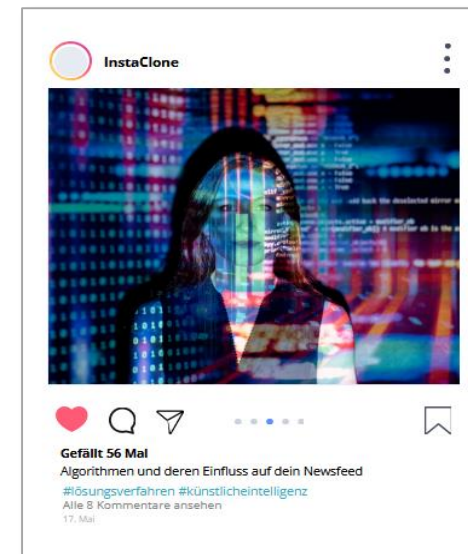 InstaClone
Gefällt 56 Mal
Algorithmen und deren Einfluss auf dein Newsfeed
#lösungsverfahren #künstlicheintelligenz
Alle 8 Kommentare ansehen
17. Mai